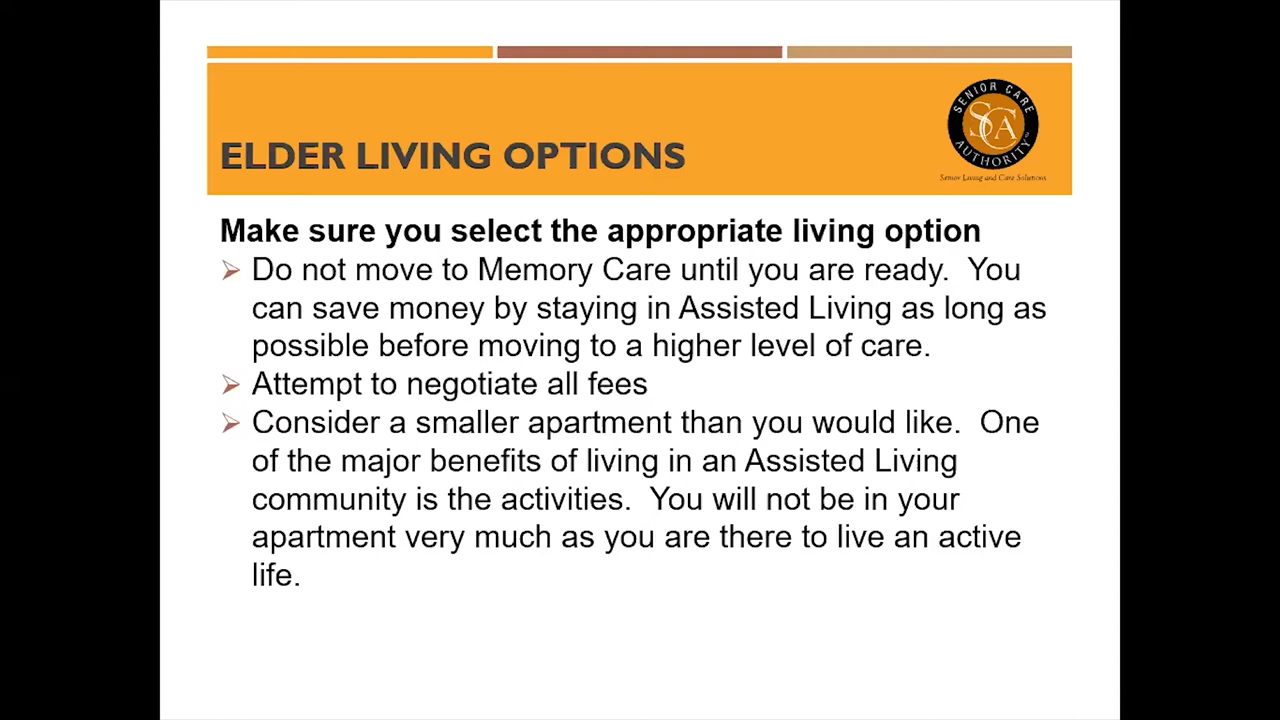 SENIOR CARE
SCA
AUTHORITY
Senior Living and Care Solutions
ELDER LIVING OPTIONS
Make sure you select the appropriate living option
Do not move to Memory Care until you are ready. You
can save money by staying in Assisted Living as long as
possible before moving to a higher level of care.
Attempt to negotiate all fees
Consider a smaller apartment than you would like. One
of the major benefits of living in an Assisted Living
community is the activities. You will not be in your
apartment very much as you are there to live an active
life.